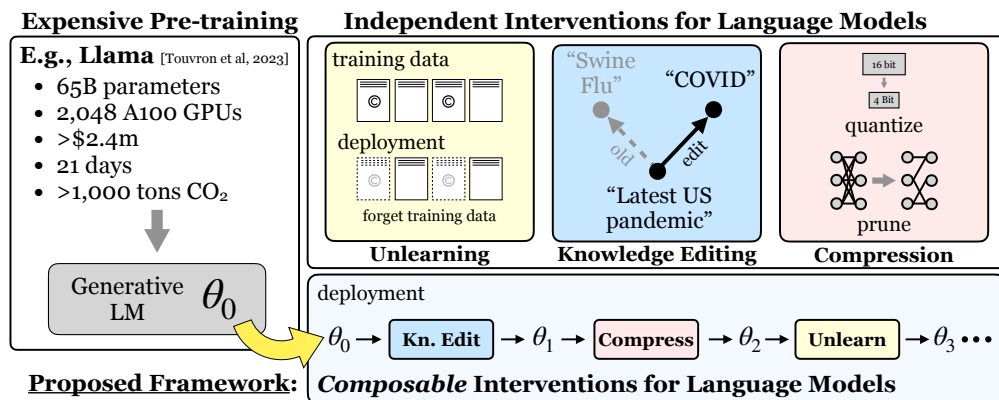 Expensive Pre-training
E.g., Llama [Touvron et al, 2023]
• 65B parameters
• 2,048 A100 GPUs
• >$2.4m
• 21 days
• >1,000 tons CO₂
Generative
LM
θ₀
Independent Interventions for Language Models
training data
© ©
deployment
© ©
forget training data
Unlearning
"Swine
Flu"
"COVID"
old
edit
"Latest US
pandemic"
Knowledge Editing
16 bit
4 Bit
quantize
prune
Compression
deployment
θ₀ Kn. Edit θ₁ Compress θ₂ Unlearn θ₃ •••
Proposed Framework: Composable Interventions for Language Models